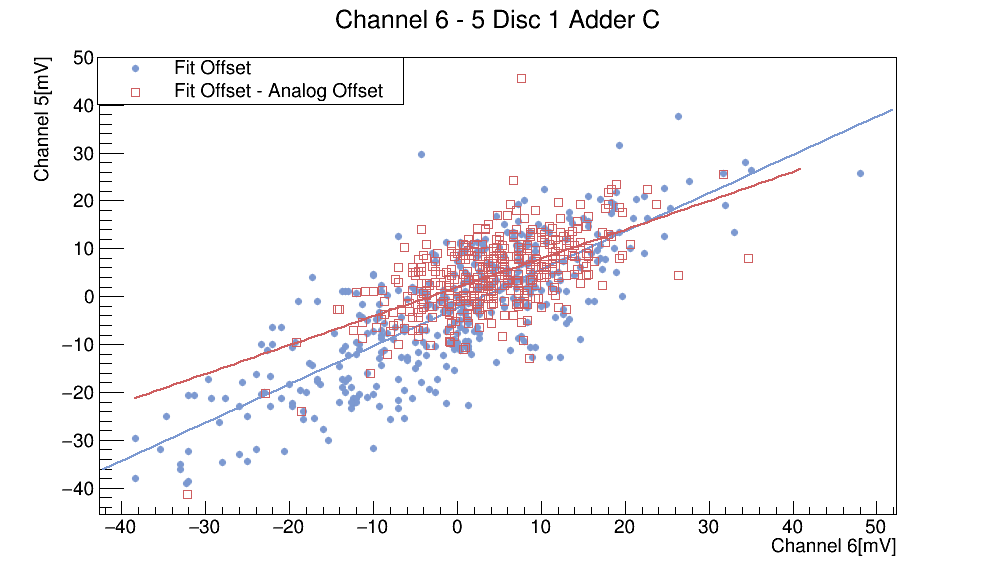 Channel 6 - 5 Disc 1 Adder C
Channel 5[mV]
Fit Offset
Fit Offset - Analog Offset
50
40
30
20
10
0
−10
−20
−30
−40
−40 −30 −20 −10 0 10 20 30 40 50
Channel 6[mV]